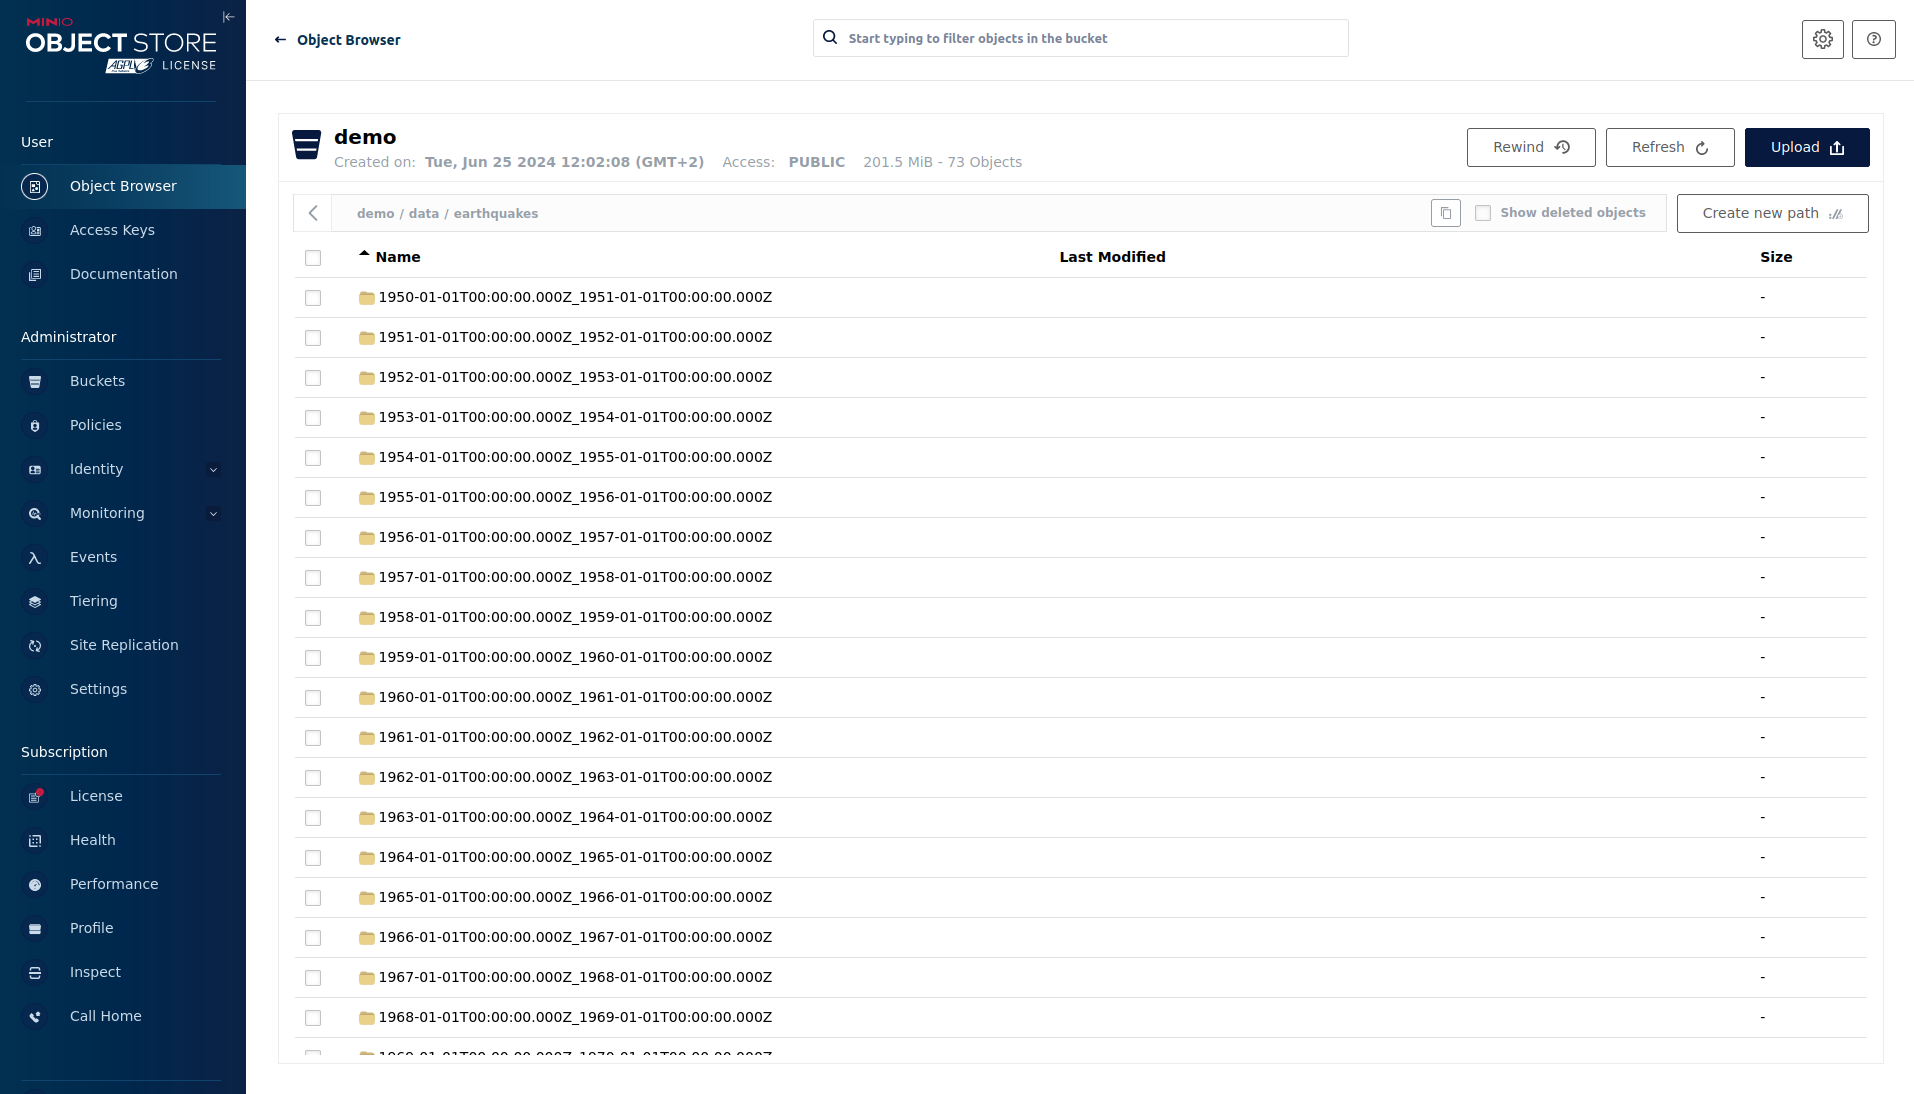 MINIO
OBJECT STORE
AGPLv3 LICENSE
User
Object Browser
Access Keys
Documentation
Administrator
Buckets
Policies
Identity
Monitoring
Events
Tiering
Site Replication
Settings
Subscription
License
Health
Performance
Profile
Inspect
Call Home
Object Browser
Start typing to filter objects in the bucket
demo
Created on: Tue, Jun 25 2024 12:02:08 (GMT+2) Access: PUBLIC 201.5 MiB - 73 Objects
Rewind
Refresh
Upload
demo / data / earthquakes
Show deleted objects
Create new path
Name Last Modified Size
1950-01-01T00:00:00.000Z_1951-01-01T00:00:00.000Z -
1951-01-01T00:00:00.000Z_1952-01-01T00:00:00.000Z -
1952-01-01T00:00:00.000Z_1953-01-01T00:00:00.000Z -
1953-01-01T00:00:00.000Z_1954-01-01T00:00:00.000Z -
1954-01-01T00:00:00.000Z_1955-01-01T00:00:00.000Z -
1955-01-01T00:00:00.000Z_1956-01-01T00:00:00.000Z -
1956-01-01T00:00:00.000Z_1957-01-01T00:00:00.000Z -
1957-01-01T00:00:00.000Z_1958-01-01T00:00:00.000Z -
1958-01-01T00:00:00.000Z_1959-01-01T00:00:00.000Z -
1959-01-01T00:00:00.000Z_1960-01-01T00:00:00.000Z -
1960-01-01T00:00:00.000Z_1961-01-01T00:00:00.000Z -
1961-01-01T00:00:00.000Z_1962-01-01T00:00:00.000Z -
1962-01-01T00:00:00.000Z_1963-01-01T00:00:00.000Z -
1963-01-01T00:00:00.000Z_1964-01-01T00:00:00.000Z -
1964-01-01T00:00:00.000Z_1965-01-01T00:00:00.000Z -
1965-01-01T00:00:00.000Z_1966-01-01T00:00:00.000Z -
1966-01-01T00:00:00.000Z_1967-01-01T00:00:00.000Z -
1967-01-01T00:00:00.000Z_1968-01-01T00:00:00.000Z -
1968-01-01T00:00:00.000Z_1969-01-01T00:00:00.000Z -
1969-01-01T00:00:00.000Z_1970-01-01T00:00:00.000Z